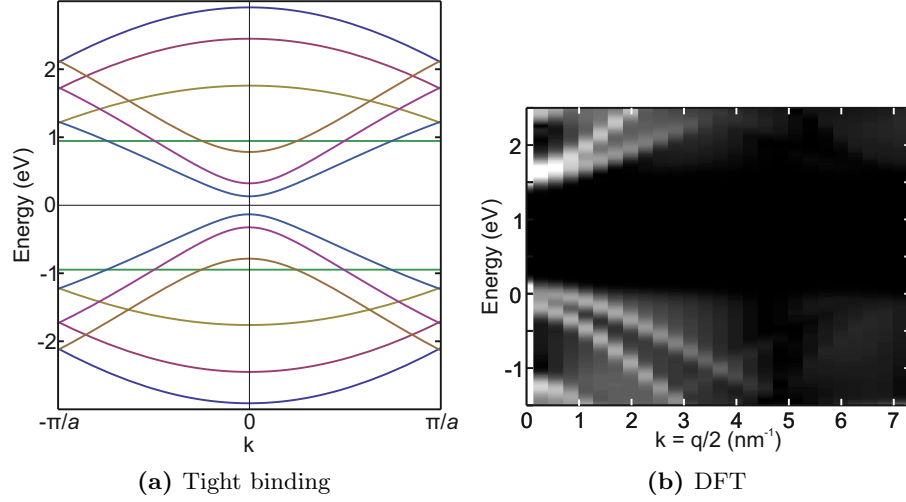 Energy (eV)
2
1
0
-1
-2
-π/a
0
π/a
k
(a) Tight binding
Energy (eV)
2
1
0
-1
0
1
2
3
4
5
6
7
k = q/2 (nm⁻¹)
(b) DFT